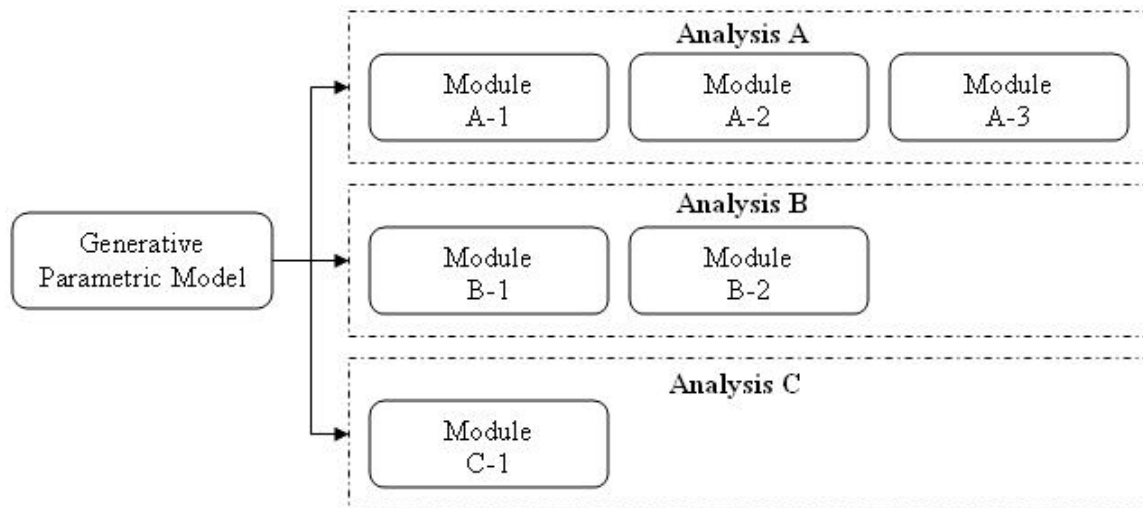 Analysis A
Module
A-1
Module
A-2
Module
A-3
Generative
Parametric Model
Analysis B
Module
B-1
Module
B-2
Analysis C
Module
C-1